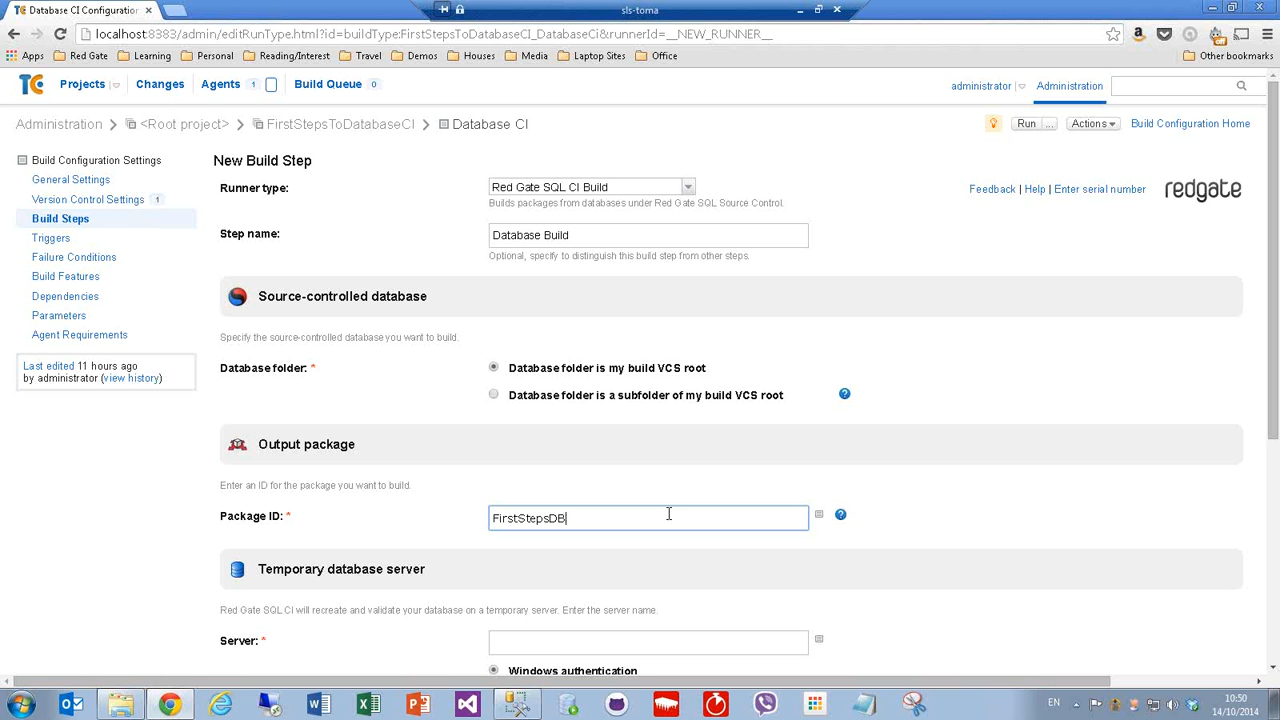 Database CI Configuration
sls-toma
localhost:8383/admin/editRunType.html?id=buildType:FirstStepsToDatabaseCI_DatabaseCi&runnerId=__NEW_RUNNER__
Apps Red Gate Learning Personal Reading/Interest Travel Demos Houses Media Laptop Sites Office Other bookmarks
TC Projects Changes Agents 1 Build Queue 0 administrator Administration
Administration <Root project> FirstStepsToDatabaseCI Database CI Run ... Actions Build Configuration Home
Build Configuration Settings
General Settings
Version Control Settings 1
Build Steps
Triggers
Failure Conditions
Build Features
Dependencies
Parameters
Agent Requirements
Last edited 11 hours ago
by administrator (view history)
New Build Step
Runner type: Red Gate SQL CI Build Feedback | Help | Enter serial number redgate
Builds packages from databases under Red Gate SQL Source Control.
Step name: Database Build
Optional, specify to distinguish this build step from other steps.
Source-controlled database
Specify the source-controlled database you want to build.
Database folder: * Database folder is my build VCS root
Database folder is a subfolder of my build VCS root
Output package
Enter an ID for the package you want to build.
Package ID: * FirstStepsDB
Temporary database server
Red Gate SQL CI will recreate and validate your database on a temporary server. Enter the server name.
Server: *
Windows authentication
EN 10:50
14/10/2014